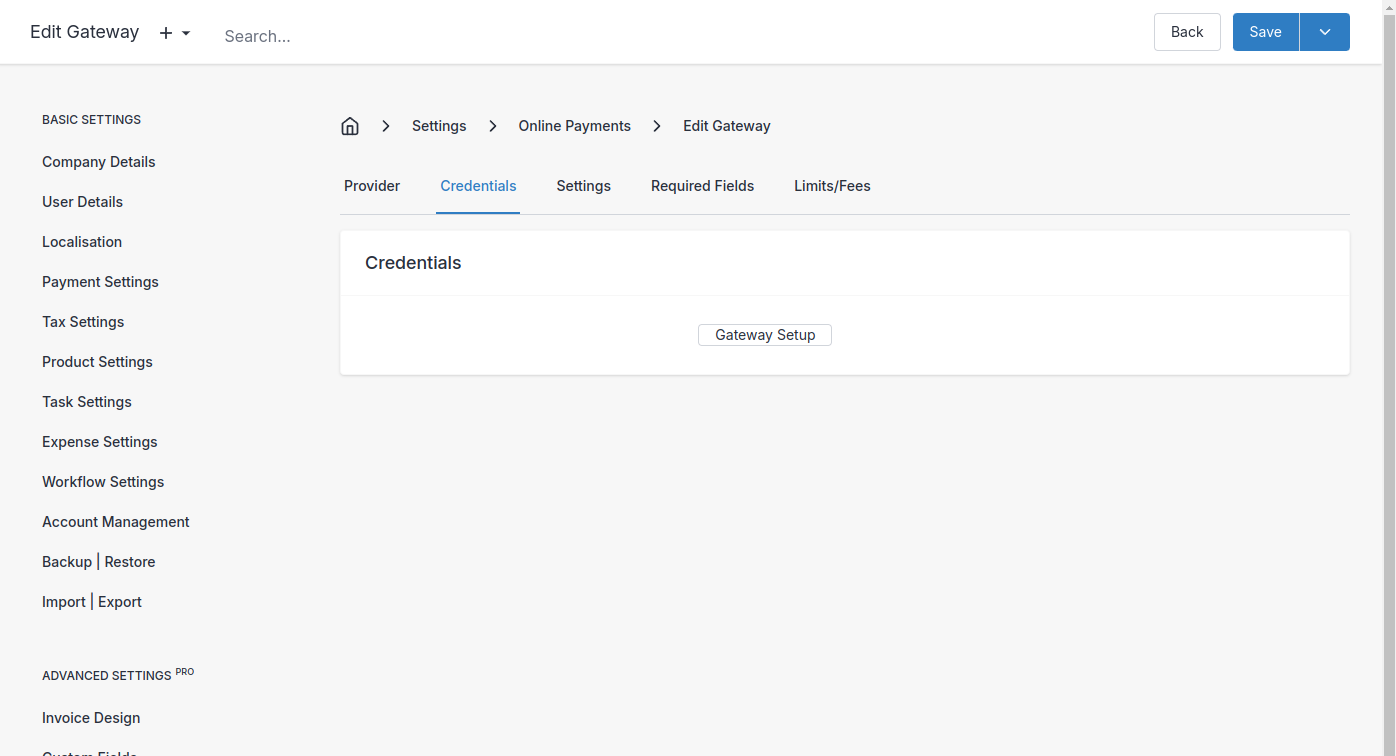 Edit Gateway
Search...
Back
Save
BASIC SETTINGS
Company Details
User Details
Localisation
Payment Settings
Tax Settings
Product Settings
Task Settings
Expense Settings
Workflow Settings
Account Management
Backup | Restore
Import | Export
ADVANCED SETTINGS PRO
Invoice Design
Custom Fields
Settings
Online Payments
Edit Gateway
Provider
Credentials
Settings
Required Fields
Limits/Fees
Credentials
Gateway Setup